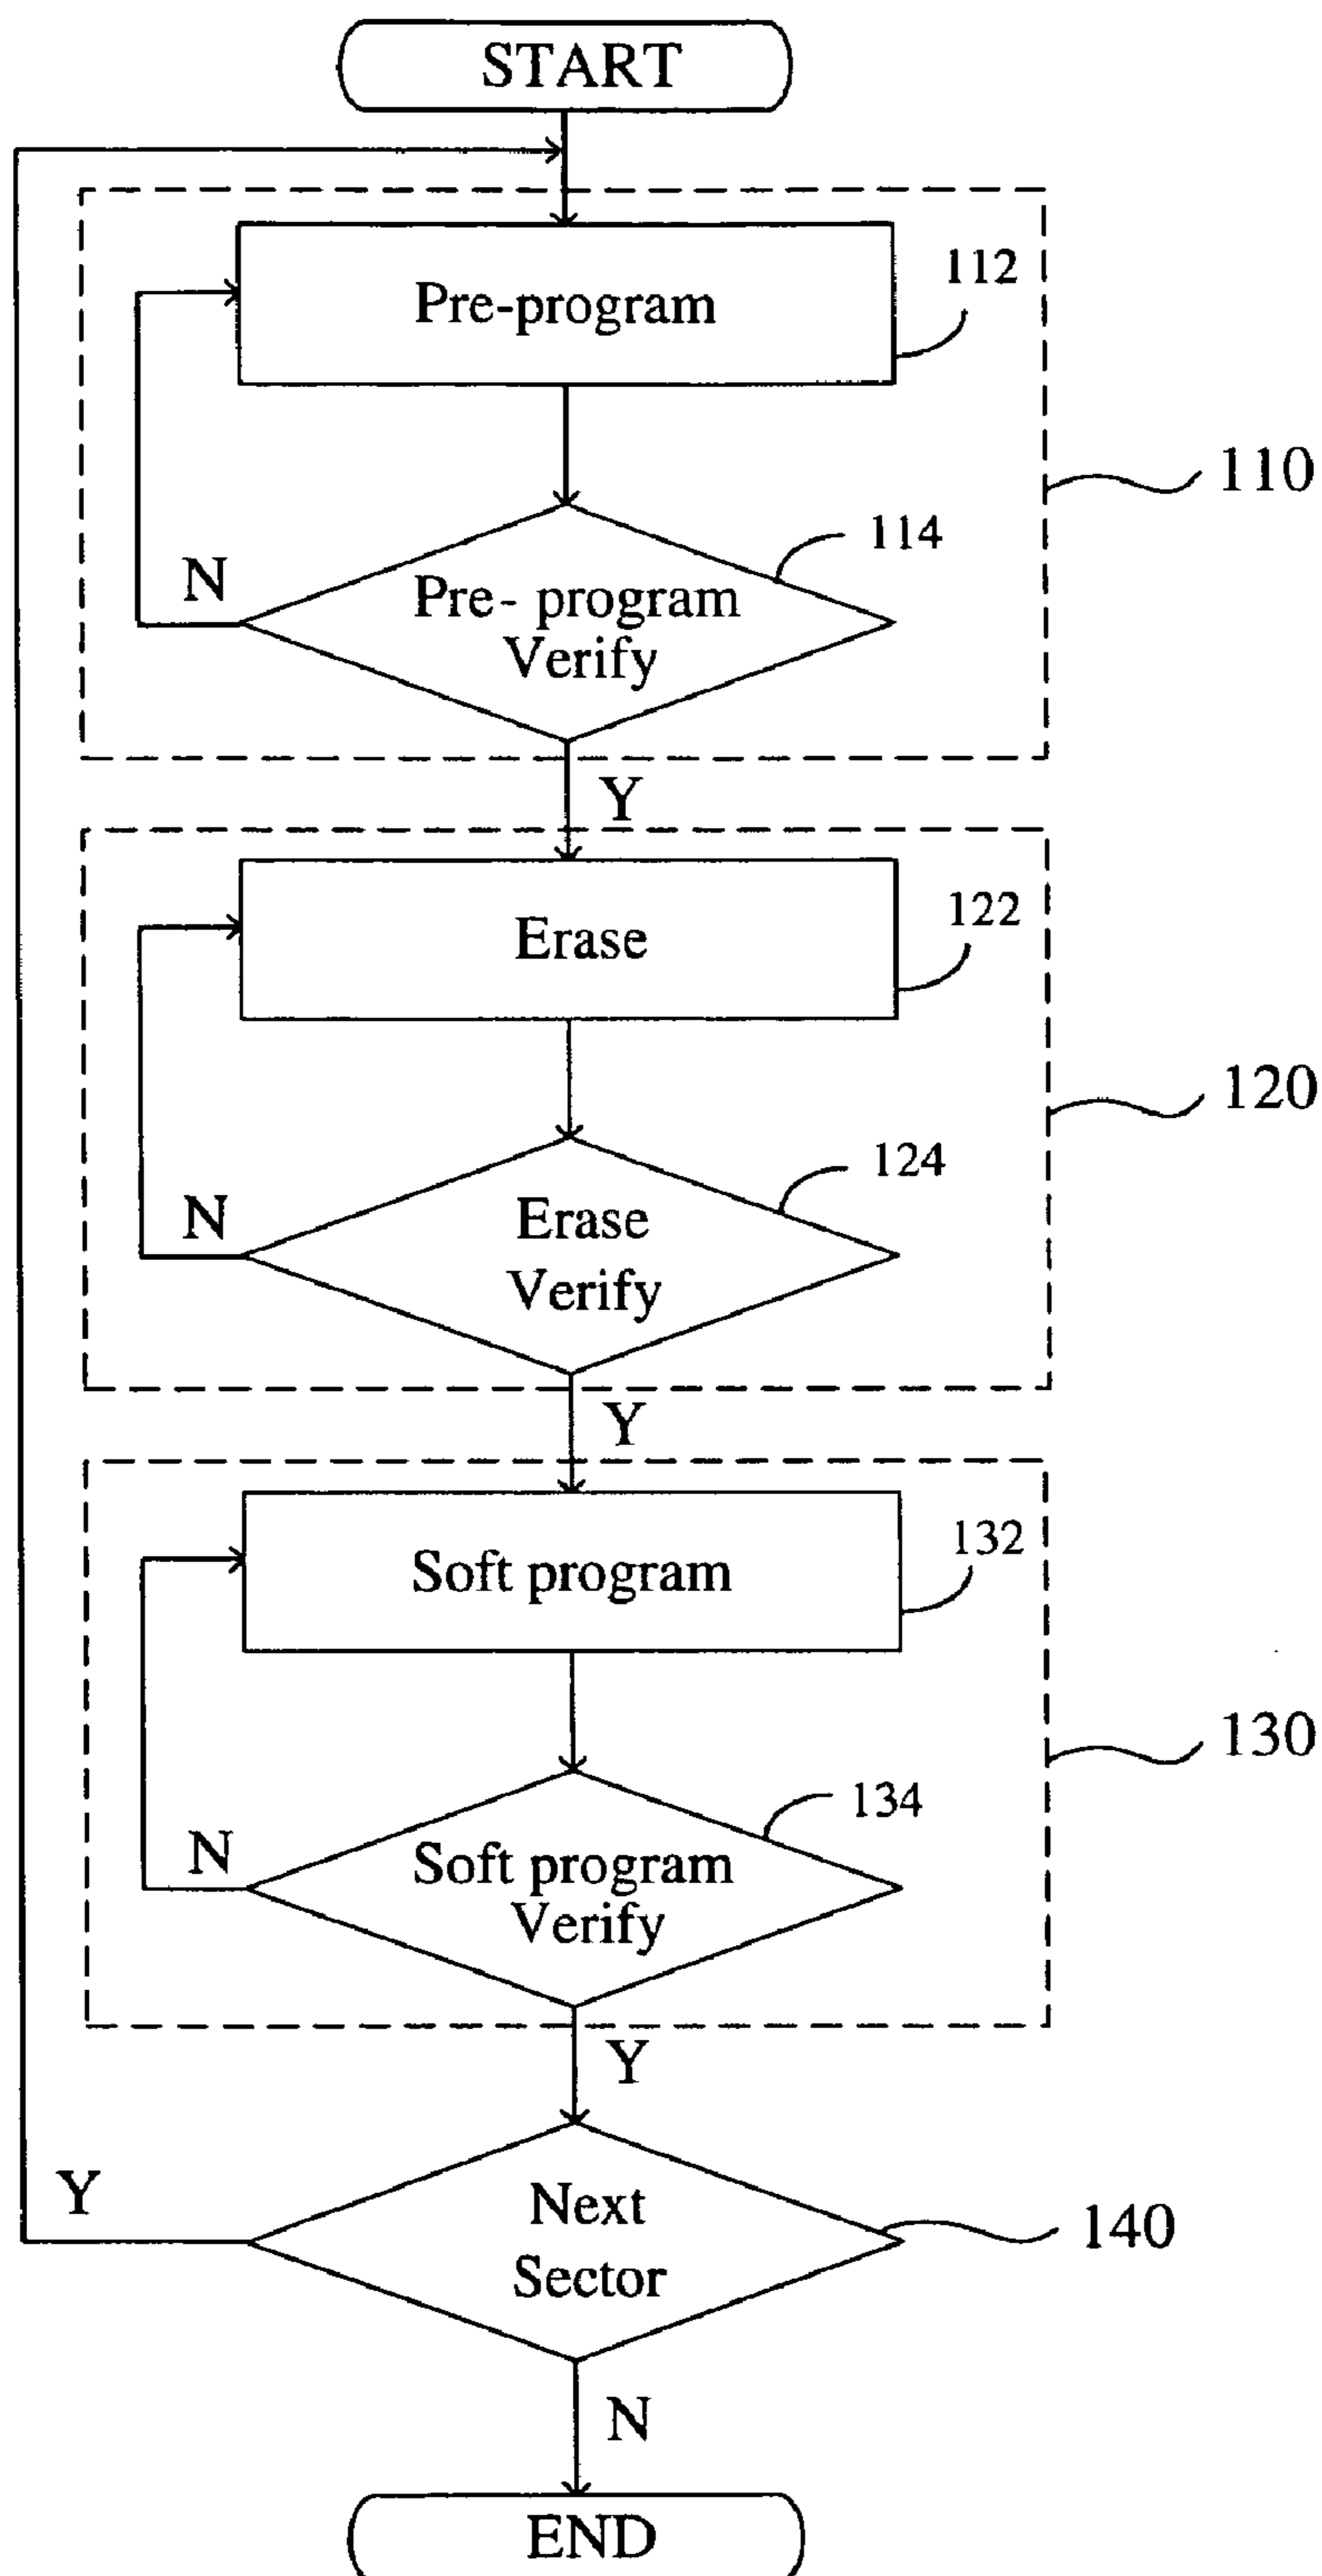 START
Pre-program
112
110
114
N
Pre- program
Verify
Y
Erase
122
120
124
N
Erase
Verify
Y
Soft program
132
130
134
N
Soft program
Verify
Y
Y
Next
Sector
140
N
END